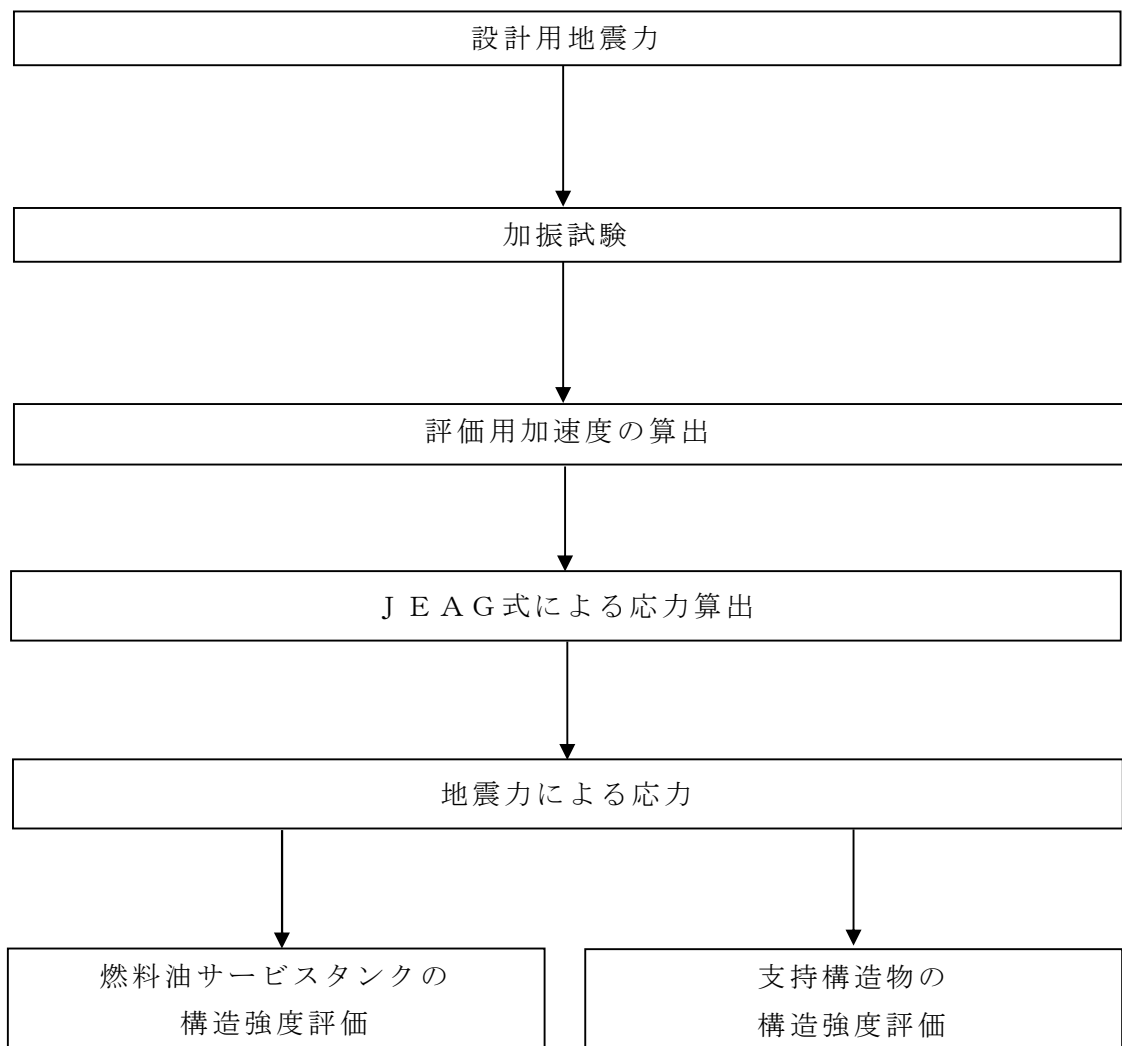 設計用地震力
加振試験
評価用加速度の算出
ＪＥＡＧ式による応力算出
地震力による応力
燃料油サービスタンクの
構造強度評価
支持構造物の
構造強度評価